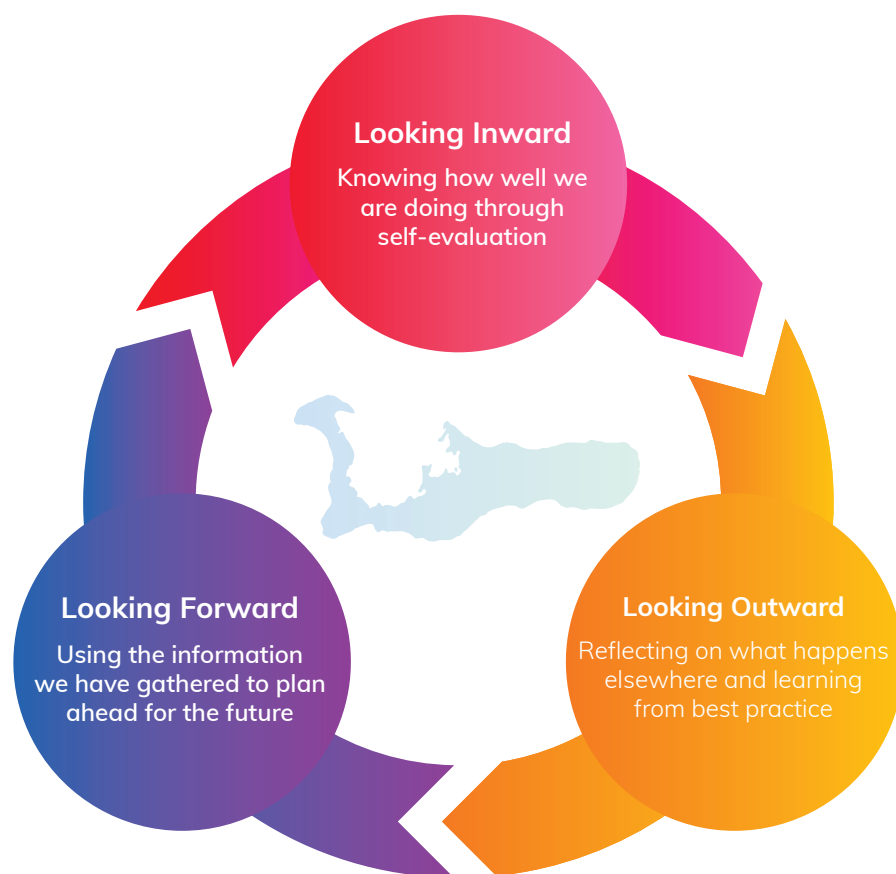 Looking Inward
Knowing how well we
are doing through
self-evaluation
Looking Forward
Using the information
we have gathered to plan
ahead for the future
Looking Outward
Reflecting on what happens
elsewhere and learning
from best practice